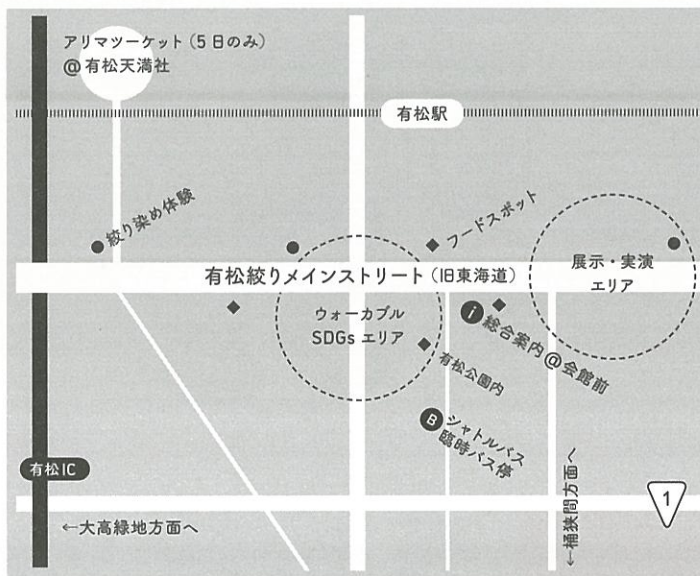 アリマツーケット（5日のみ）
@有松天満社
有松駅
絞り染め体験
フードスポット
有松絞りメインストリート（旧東海道）
展示・実演
エリア
ウォーカブル
SDGs エリア
i 総合案内@会館前
有松公園内
B シャトルバス
臨時バス停
有松IC
←大高緑地方面へ
←桶狭間方面へ
1